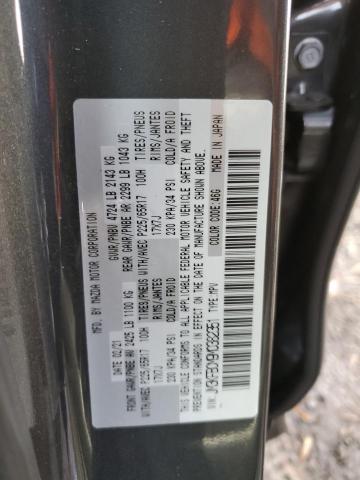 MFD. BY MAZDA MOTOR CORPORATION
DATE 02/21 GVWR/PNBV 4724 LB 2143 KG
FRONT GAWR/PNBE AV 2425 LB 1100 KG REAR GAWR/PNBE AR 2299 LB 1043 KG
WITH/AVEC P225/65R17 100H TIRES/PNEUS WITH/AVEC P225/65R17 100H TIRES/PNEUS
17X7J RIMS/JANTES 17X7J RIMS/JANTES
230 KPA/34 PSI COLD/A FROID 230 KPA/34 PSI COLD/A FROID
THIS VEHICLE CONFORMS TO ALL APPLICABLE FEDERAL MOTOR VEHICLE SAFETY AND THEFT
PREVENTION STANDARDS IN EFFECT ON THE DATE OF MANUFACTURE SHOWN ABOVE.
VIN: TYPE: MPV COLOR CODE: 46G
MADE IN JAPAN